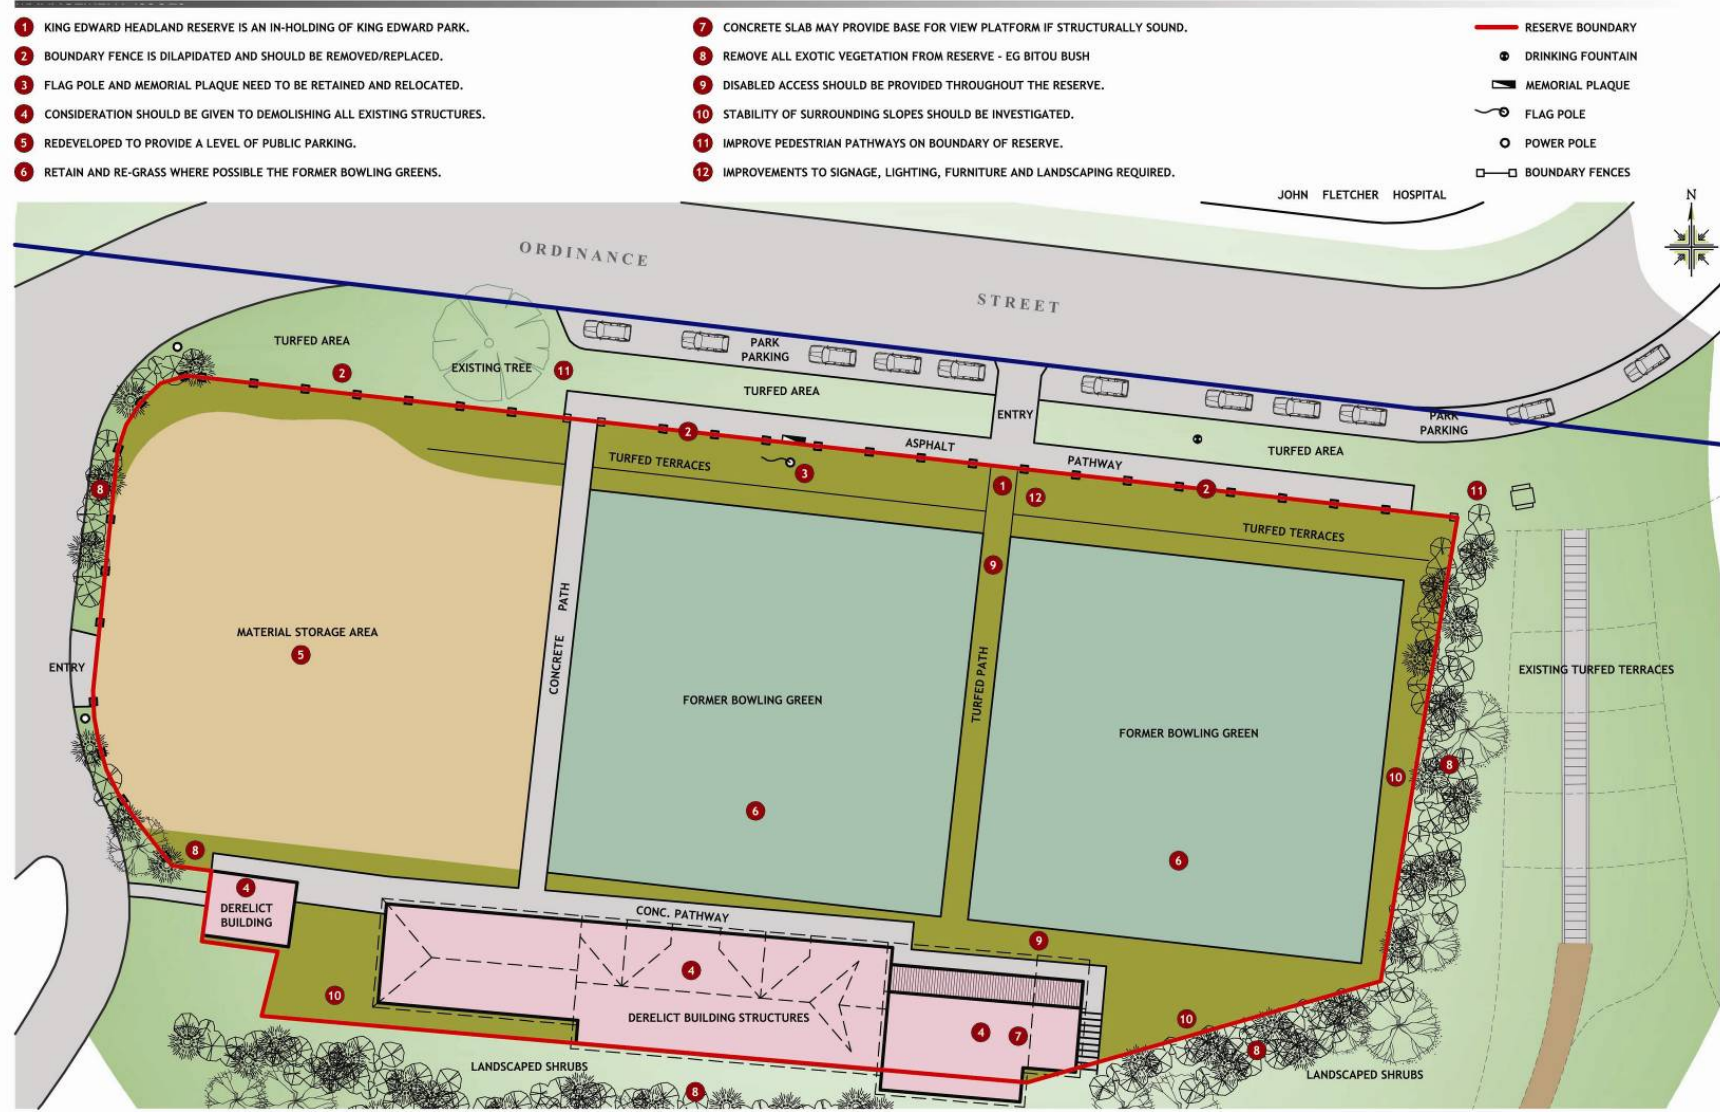 1 KING EDWARD HEADLAND RESERVE IS AN IN-HOLDING OF KING EDWARD PARK.
2 BOUNDARY FENCE IS DILAPIDATED AND SHOULD BE REMOVED/REPLACED.
3 FLAG POLE AND MEMORIAL PLAQUE NEED TO BE RETAINED AND RELOCATED.
4 CONSIDERATION SHOULD BE GIVEN TO DEMOLISHING ALL EXISTING STRUCTURES.
5 REDEVELOPED TO PROVIDE A LEVEL OF PUBLIC PARKING.
6 RETAIN AND RE-GRASS WHERE POSSIBLE THE FORMER BOWLING GREENS.
7 CONCRETE SLAB MAY PROVIDE BASE FOR VIEW PLATFORM IF STRUCTURALLY SOUND.
8 REMOVE ALL EXOTIC VEGETATION FROM RESERVE - EG BITOU BUSH
9 DISABLED ACCESS SHOULD BE PROVIDED THROUGHOUT THE RESERVE.
10 STABILITY OF SURROUNDING SLOPES SHOULD BE INVESTIGATED.
11 IMPROVE PEDESTRIAN PATHWAYS ON BOUNDARY OF RESERVE.
12 IMPROVEMENTS TO SIGNAGE, LIGHTING, FURNITURE AND LANDSCAPING REQUIRED.
RESERVE BOUNDARY
DRINKING FOUNTAIN
MEMORIAL PLAQUE
FLAG POLE
POWER POLE
BOUNDARY FENCES
JOHN FLETCHER HOSPITAL
N
ORDINANCE
STREET
TURFED AREA
PARK
PARKING
EXISTING TREE
11
2
TURFED AREA
ENTRY
PARK
PARKING
2
ASPHALT
PATHWAY
TURFED AREA
TURFED TERRACES
3
1
12
2
11
8
TURFED TERRACES
9
MATERIAL STORAGE AREA
5
CONCRETE PATH
ENTRY
TURFED PATH
EXISTING TURFED TERRACES
FORMER BOWLING GREEN
FORMER BOWLING GREEN
10
8
6
6
8
4
DERELICT
BUILDING
CONC. PATHWAY
9
4
10
DERELICT BUILDING STRUCTURES
4
7
10
8
LANDSCAPED SHRUBS
LANDSCAPED SHRUBS
8